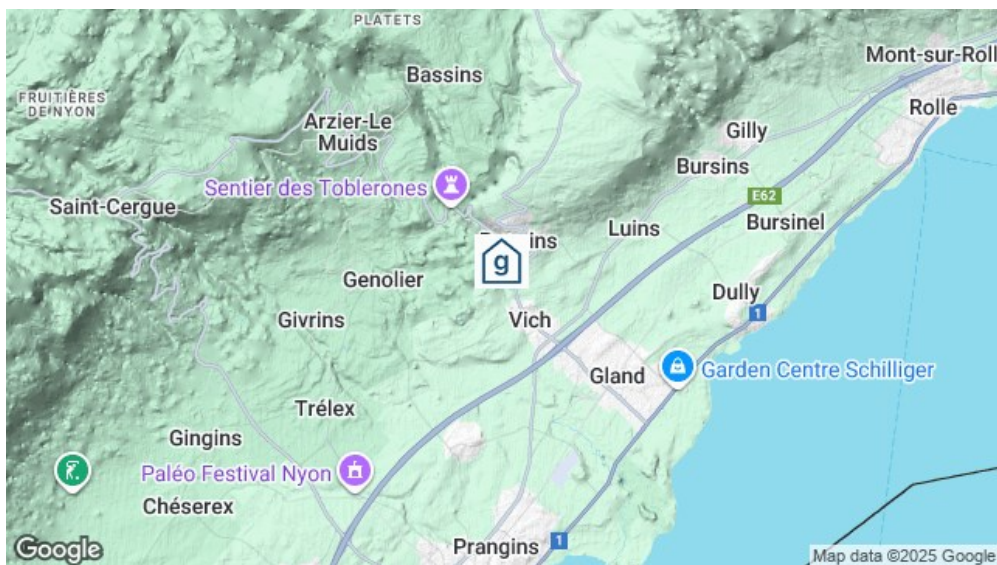 PLATETS
Mont-sur-Roll
Bassins
FRUITIÈRES
DE NYON
Rolle
Arzier-Le
Muids
Gilly
Bursins
Sentier des Toblerones
E62
Saint-Cergue
Bursinel
Luins
ins
g
Genolier
Dully
1
Givrins
Vich
Gland
Garden Centre Schilliger
Trélex
Gingins
Paléo Festival Nyon
Chéserex
1
Prangins
Google
Map data ©2025 Google